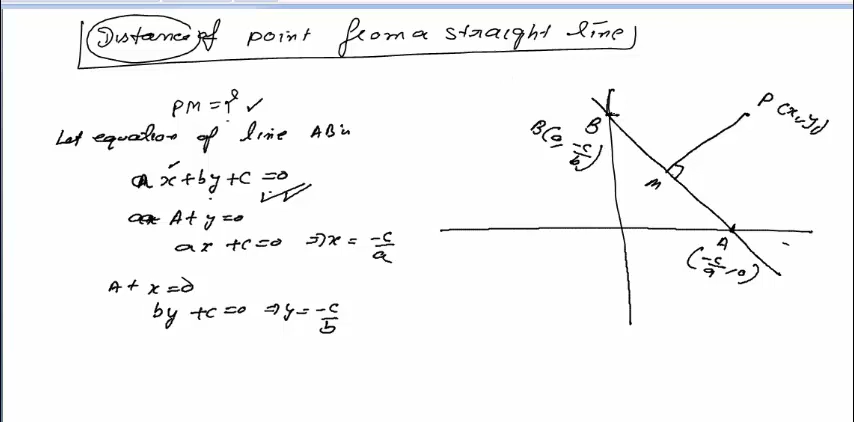 Distance of point from a straight line
PM = ?
Let equation of line AB is
ax + by + c = 0
At y = 0
ax + c = 0 ⇒ x = -c/a
At x = 0
by + c = 0 ⇒ y = -c/b
P (x₁, y₁)
B
B(0, -c/b)
M
A
(-c/a, 0)